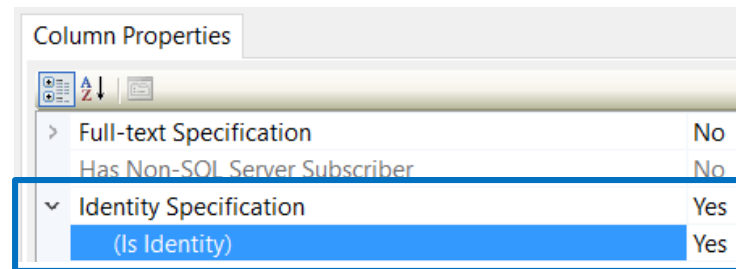 Column Properties
Full-text Specification No
Has Non-SQL Server Subscriber No
Identity Specification Yes
(Is Identity) Yes